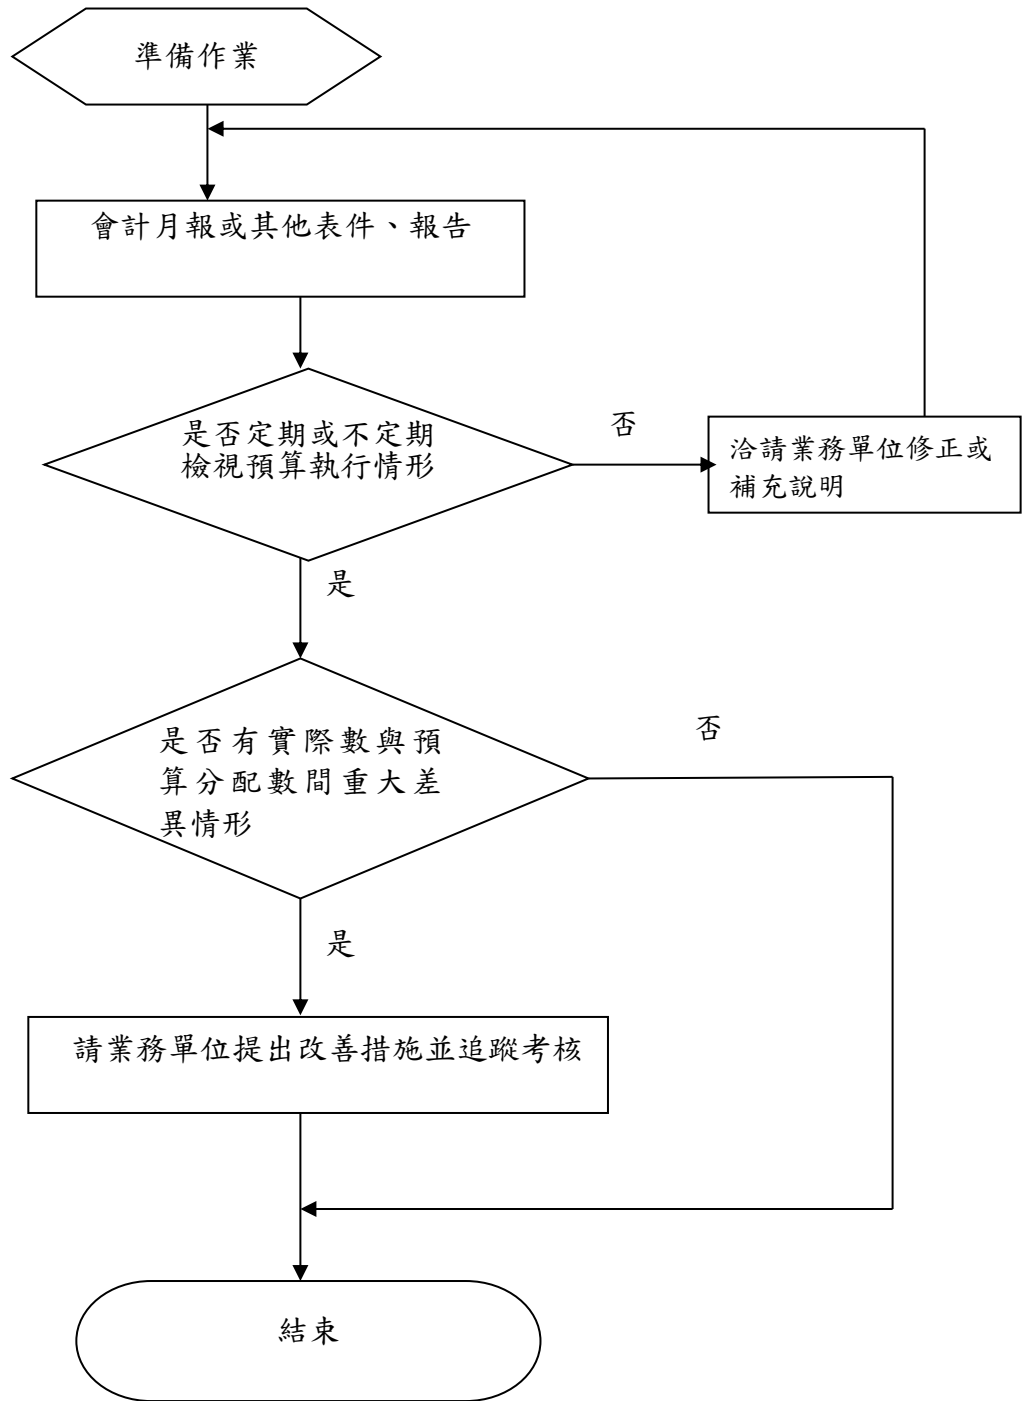 準備作業
會計月報或其他表件、報告
是否定期或不定期
檢視預算執行情形
否
洽請業務單位修正或
補充說明
是
是否有實際數與預
算分配數間重大差
異情形
否
是
請業務單位提出改善措施並追蹤考核
結束